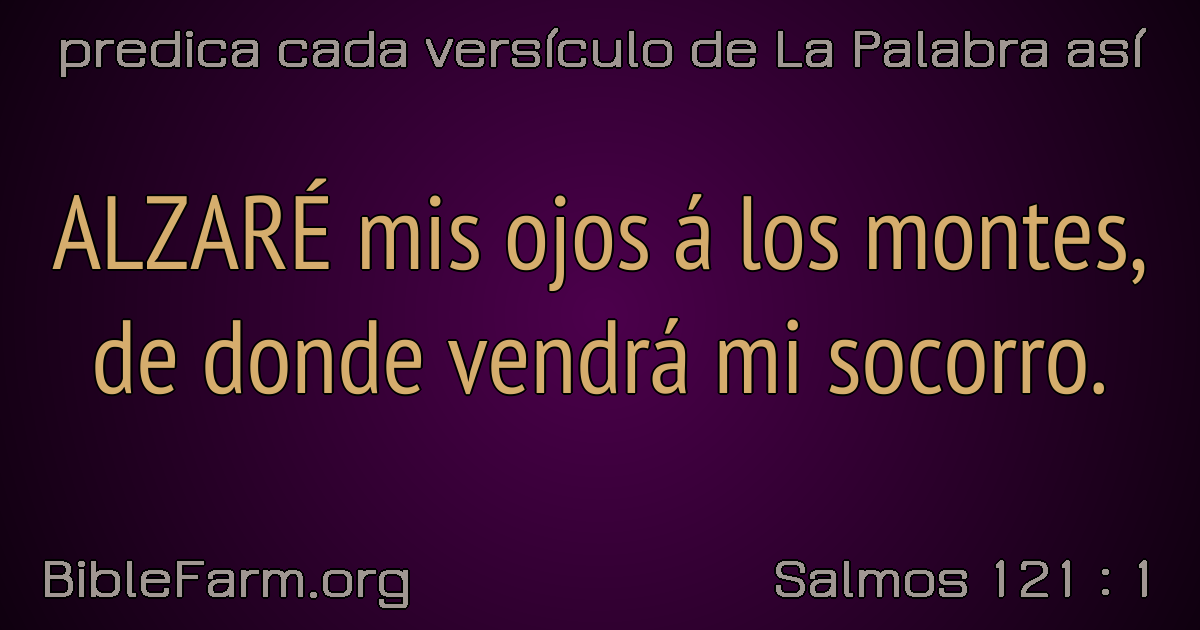 predica cada versículo de La Palabra así
ALZARÉ mis ojos á los montes,
de donde vendrá mi socorro.
BibleFarm.org
Salmos 121 : 1